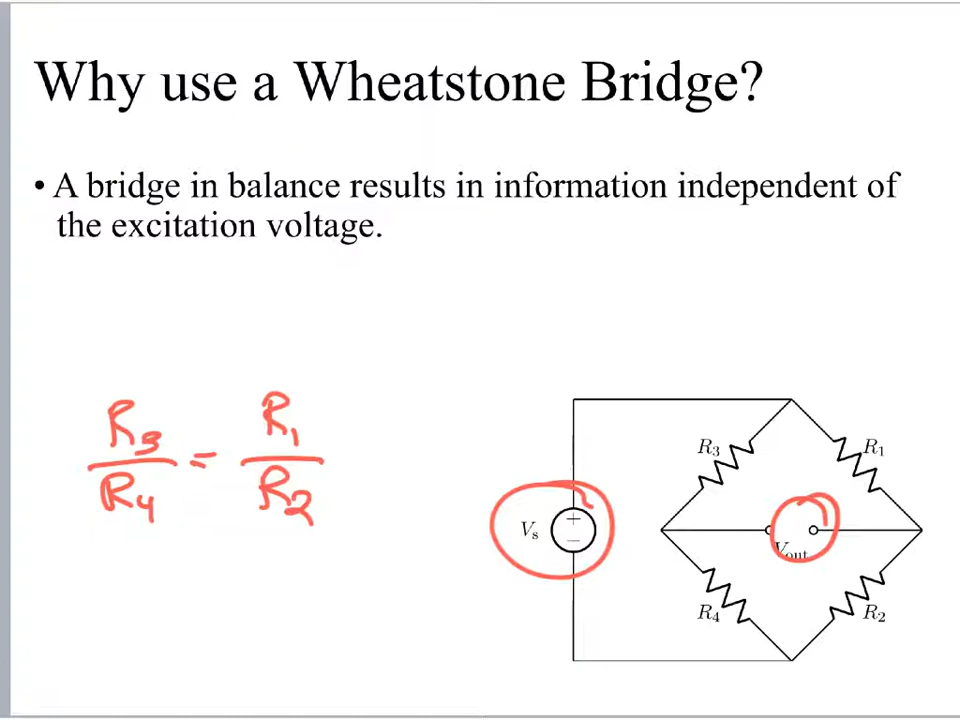 Why use a Wheatstone Bridge?
• A bridge in balance results in information independent of
the excitation voltage.
R3 = R1
R4 R2
R3
R1
Vs
+
−
Vout
R4
R2